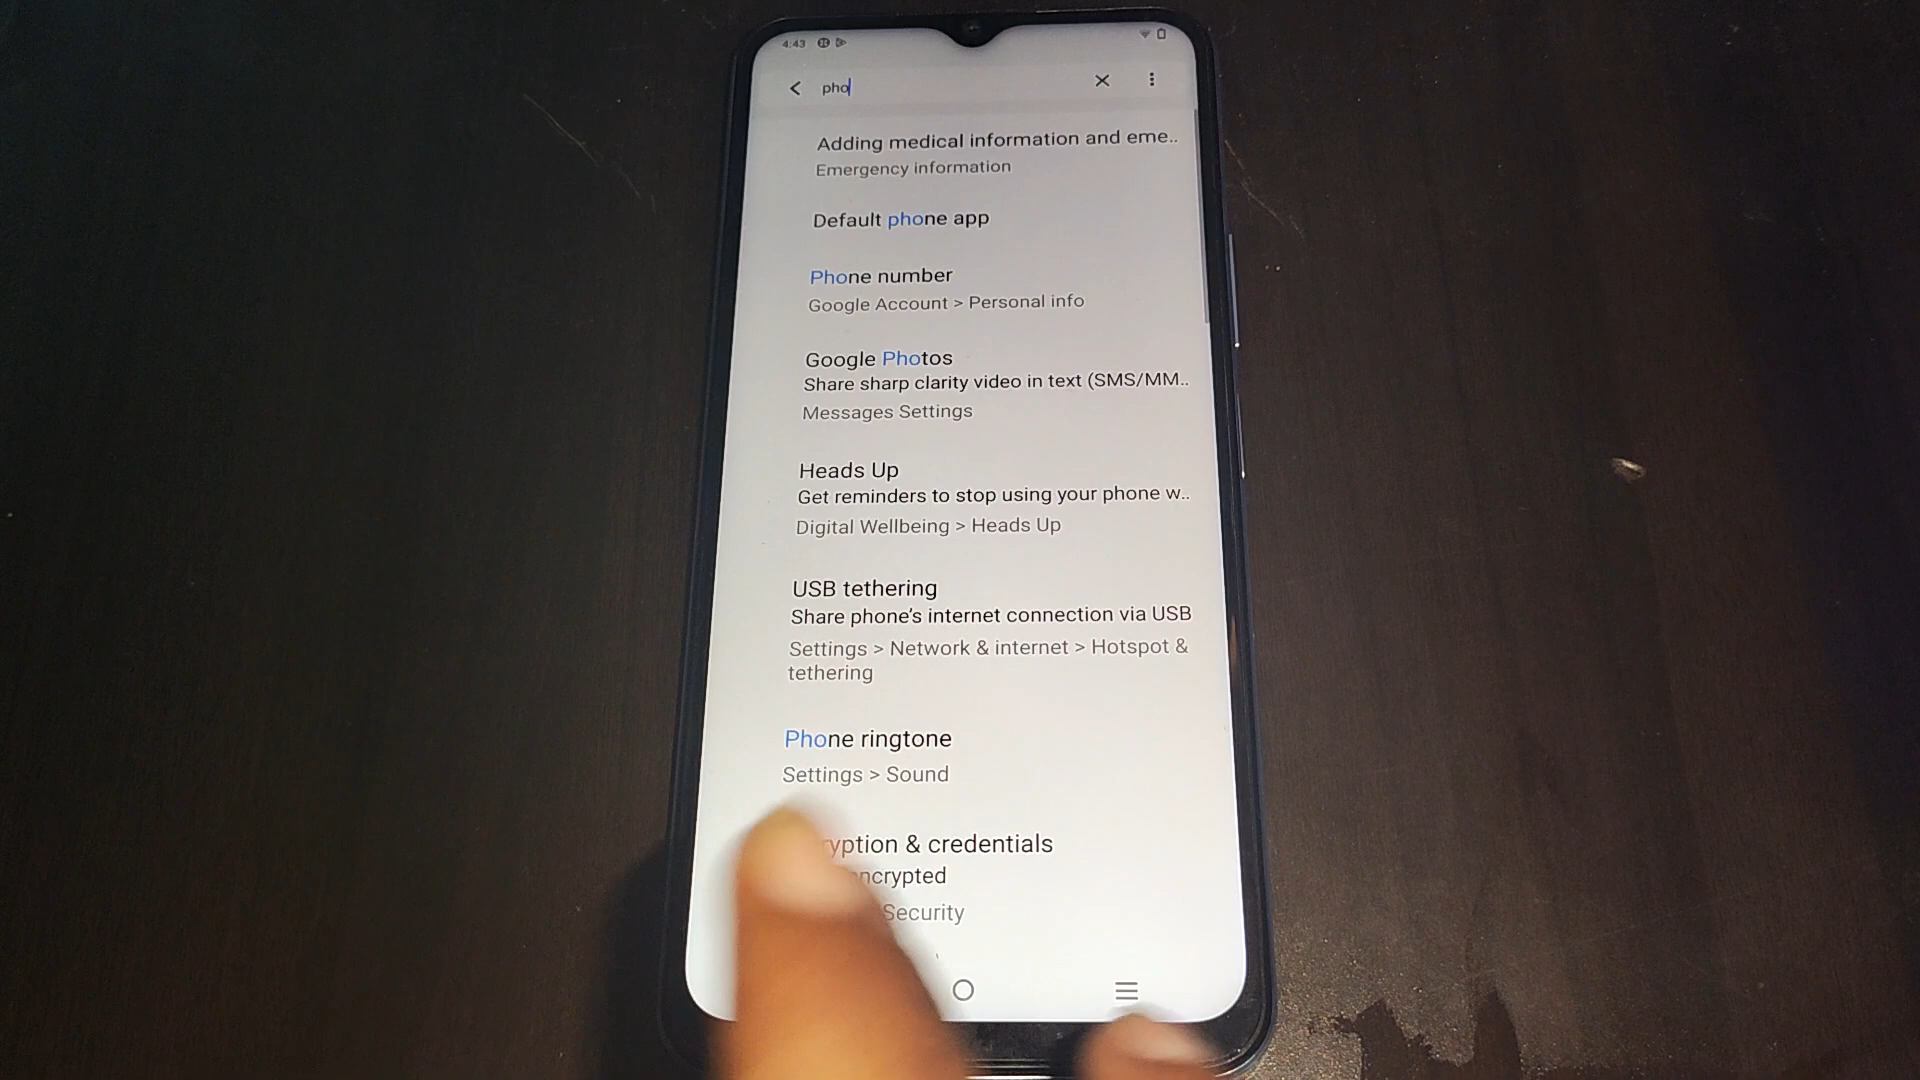 4:43
pho
Adding medical information and eme..
Emergency information
Default phone app
Phone number
Google Account > Personal info
Google Photos
Share sharp clarity video in text (SMS/MM..
Messages Settings
Heads Up
Get reminders to stop using your phone w..
Digital Wellbeing > Heads Up
USB tethering
Share phone's internet connection via USB
Settings > Network & internet > Hotspot &
tethering
Phone ringtone
Settings > Sound
& credentials
Security